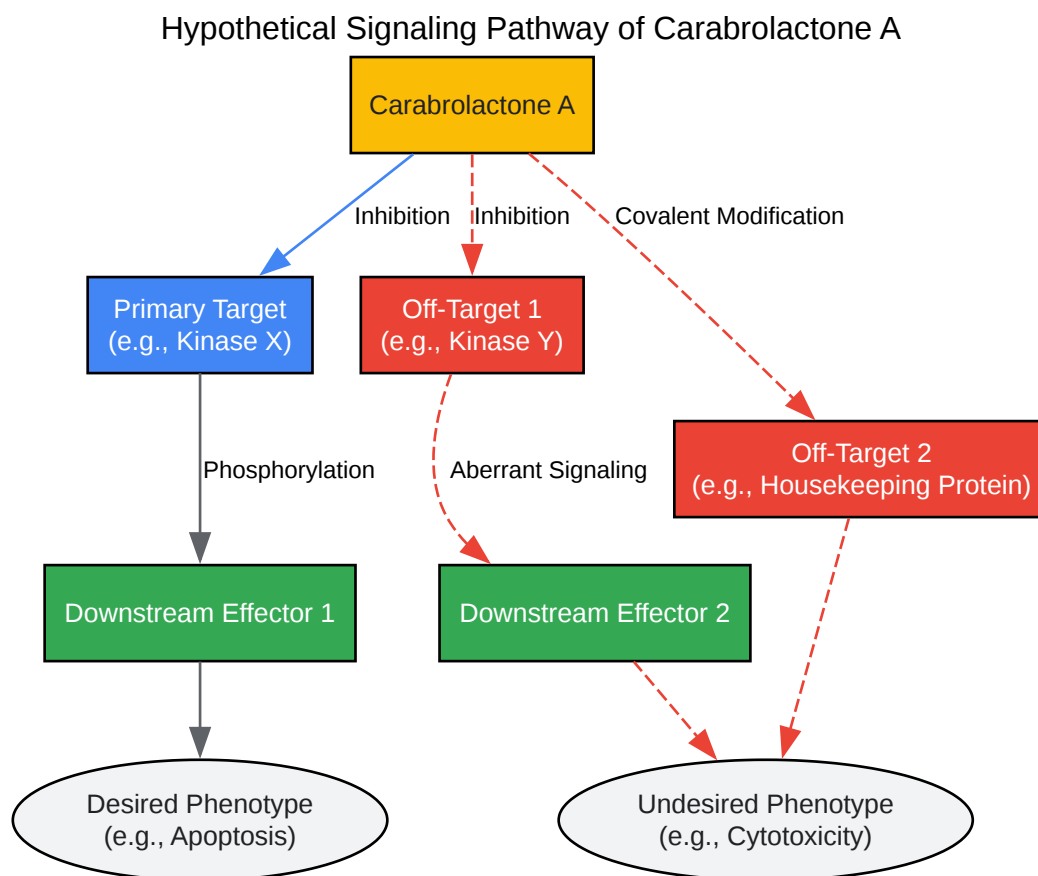 Hypothetical Signaling Pathway of Carabrolactone A
Carabrolactone A
Inhibition
Inhibition
Covalent Modification
Primary Target
(e.g., Kinase X)
Off-Target 1
(e.g., Kinase Y)
Off-Target 2
(e.g., Housekeeping Protein)
Phosphorylation
Aberrant Signaling
Downstream Effector 1
Downstream Effector 2
Desired Phenotype
(e.g., Apoptosis)
Undesired Phenotype
(e.g., Cytotoxicity)